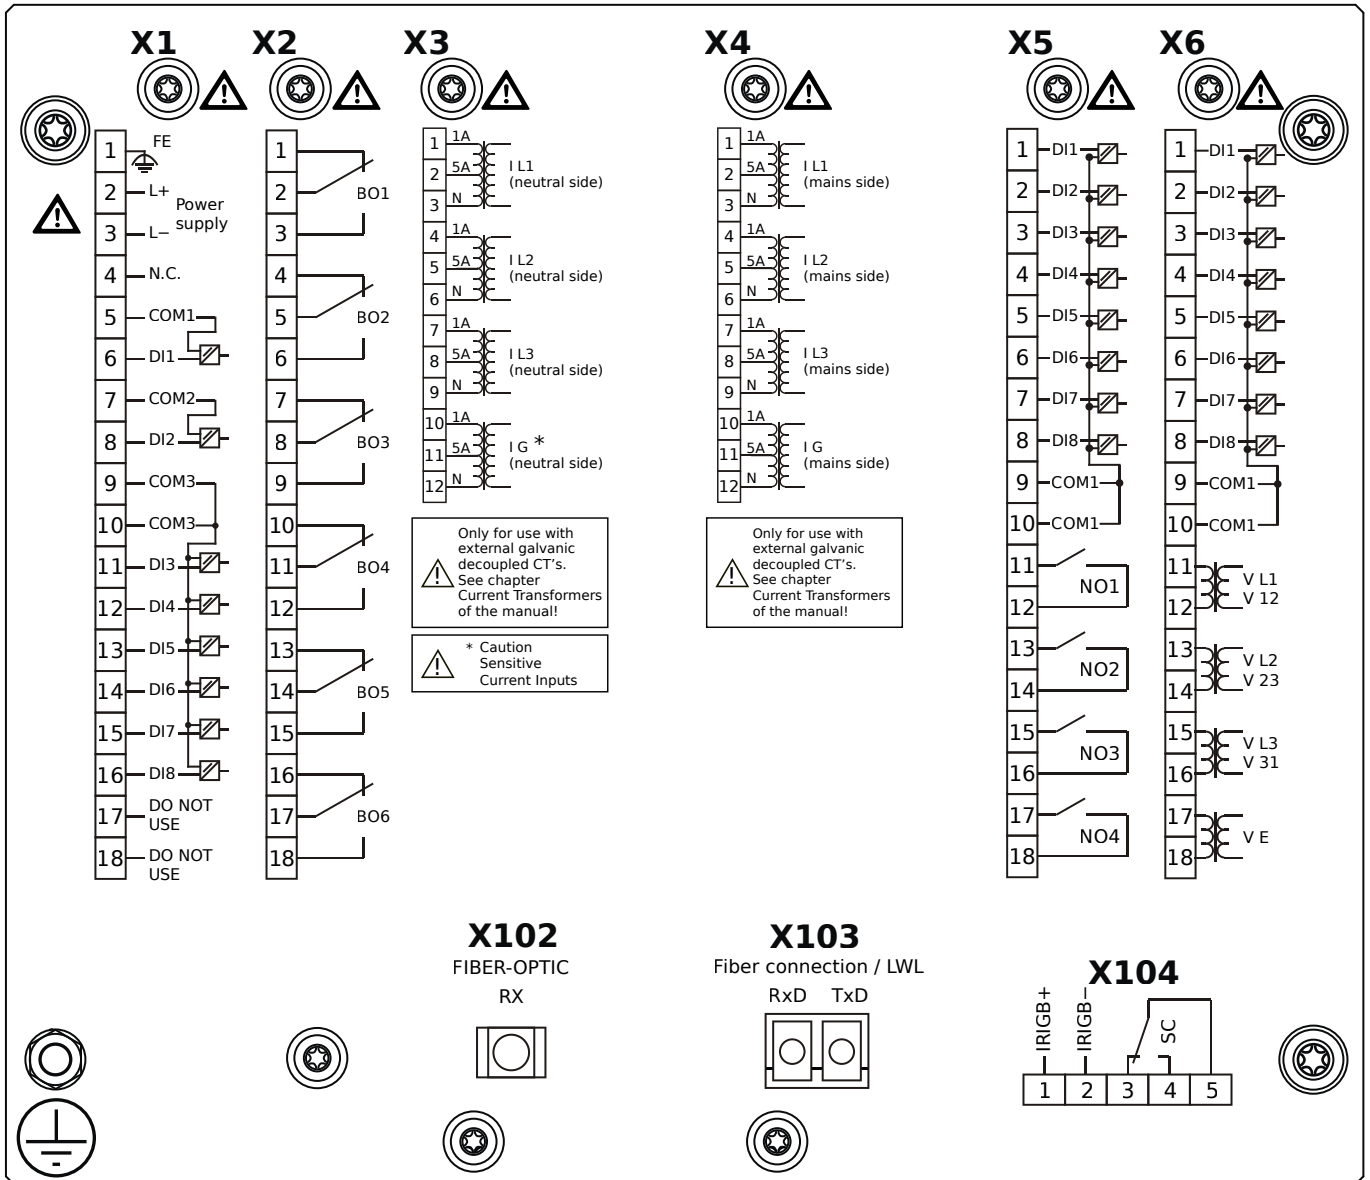 X1
X2
X3
X4
X5
X6
1
FE
2
L+
Power
supply
3
L−
4
N.C.
5
COM1
6
DI1
7
COM2
8
DI2
9
COM3
10
COM3
11
DI3
12
DI4
13
DI5
14
DI6
15
DI7
16
DI8
17
DO NOT
USE
18
DO NOT
USE
1
2
BO1
3
4
5
BO2
6
7
8
BO3
9
10
11
BO4
12
13
14
BO5
15
16
17
BO6
18
1
1A
2
5A
3
N
I L1
(neutral side)
4
1A
5
5A
6
N
I L2
(neutral side)
7
1A
8
5A
9
N
I L3
(neutral side)
10
1A
11
5A
12
N
I G *
(neutral side)
Only for use with
external galvanic
decoupled CT's.
See chapter
Current Transformers
of the manual!
* Caution
Sensitive
Current Inputs
1
1A
2
5A
3
N
I L1
(mains side)
4
1A
5
5A
6
N
I L2
(mains side)
7
1A
8
5A
9
N
I L3
(mains side)
10
1A
11
5A
12
N
I G
(mains side)
Only for use with
external galvanic
decoupled CT's.
See chapter
Current Transformers
of the manual!
1
DI1
2
DI2
3
DI3
4
DI4
5
DI5
6
DI6
7
DI7
8
DI8
9
COM1
10
COM1
11
NO1
12
13
NO2
14
15
NO3
16
17
NO4
18
1
DI1
2
DI2
3
DI3
4
DI4
5
DI5
6
DI6
7
DI7
8
DI8
9
COM1
10
COM1
11
V L1
V 12
12
13
V L2
V 23
14
15
V L3
V 31
16
17
V E
18
X102
FIBER-OPTIC
RX
X103
Fiber connection / LWL
RxD TxD
X104
IRIGB+
IRIGB−
SC
1 2 3 4 5